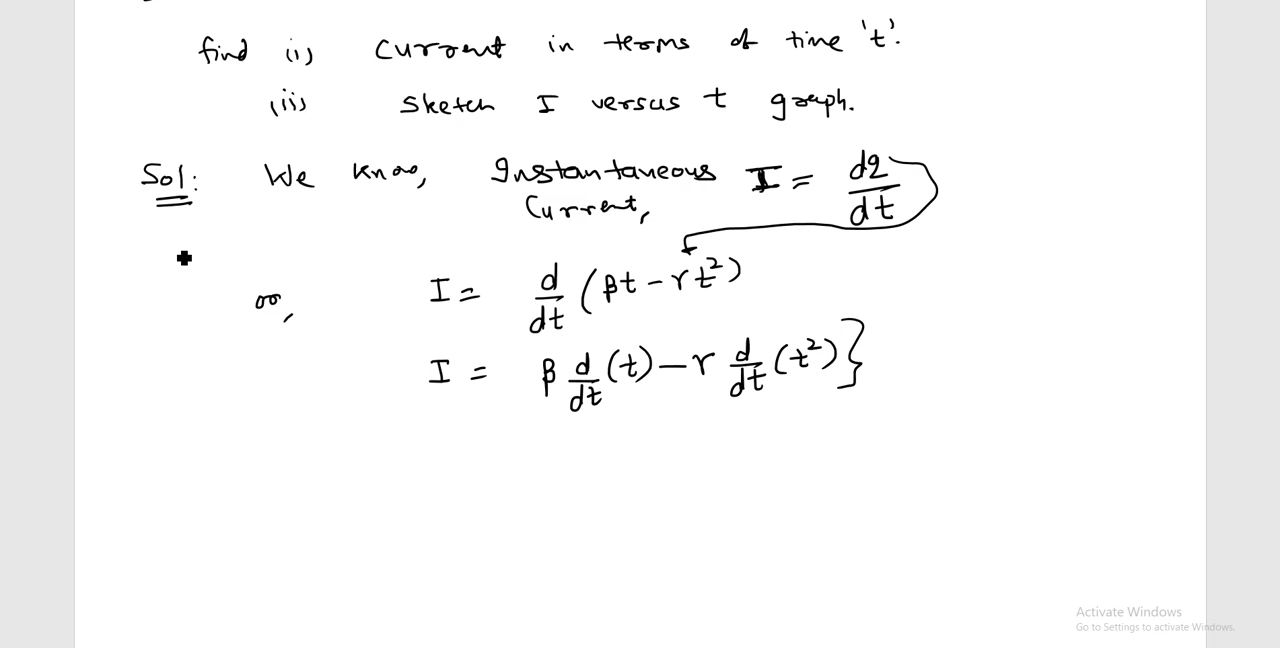 find (i) Current in terms of time 't'.
(ii) Sketch I versus t graph.
Sol: We know, Instantaneous Current, I = dq/dt
or, I = d/dt (βt - γt²)
I = β d/dt (t) - γ d/dt (t²)}
Activate Windows
Go to Settings to activate Windows.